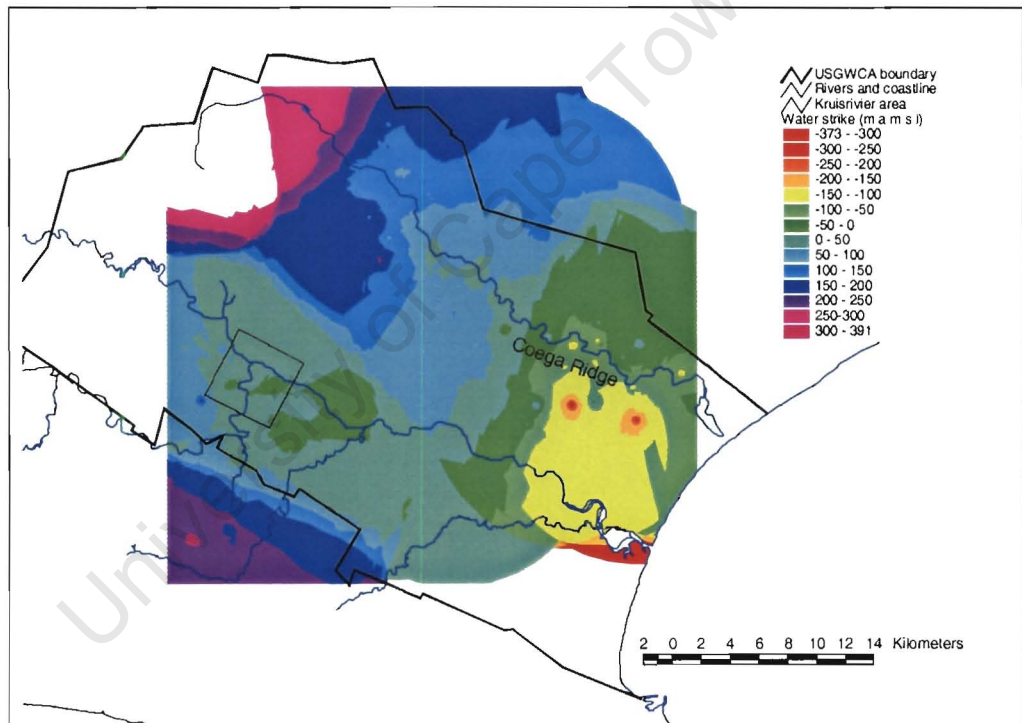 USGWCA boundary
Rivers and coastline
Kruisrivier area
Water strike (m a m s l)
-373 - -300
-300 - -250
-250 - -200
-200 - -150
-150 - -100
-100 - -50
-50 - 0
0 - 50
50 - 100
100 - 150
150 - 200
200 - 250
250-300
300 - 391
Coega Ridge
2 0 2 4 6 8 10 12 14 Kilometers
University of Cape Tow